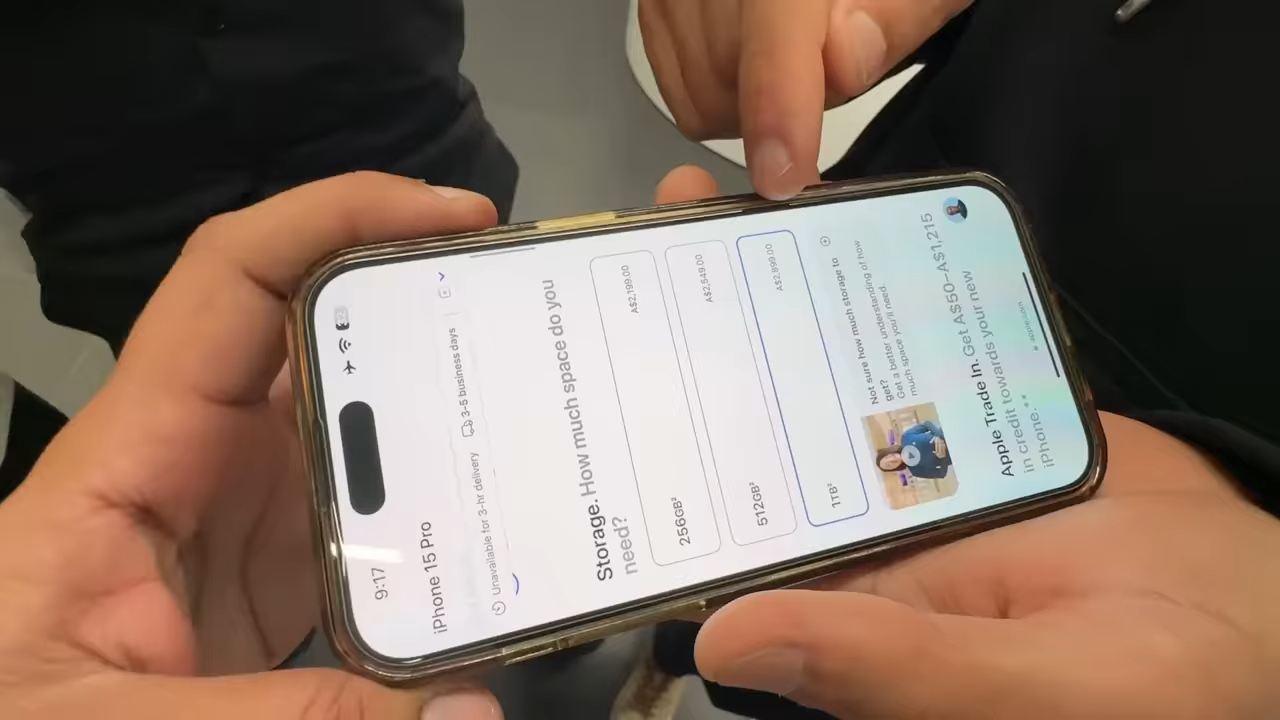 9:17
iPhone 15 Pro
Unavailable for 3-hr delivery
3-5 business days
Storage. How much space do you
need?
256GB²
A$2,199.00
512GB²
A$2,549.00
1TB²
A$2,899.00
Not sure how much storage to
get?
Get a better understanding of how
much space you'll need.
Apple Trade In. Get A$50–A$1,215
in credit towards your new
iPhone.
apple.com